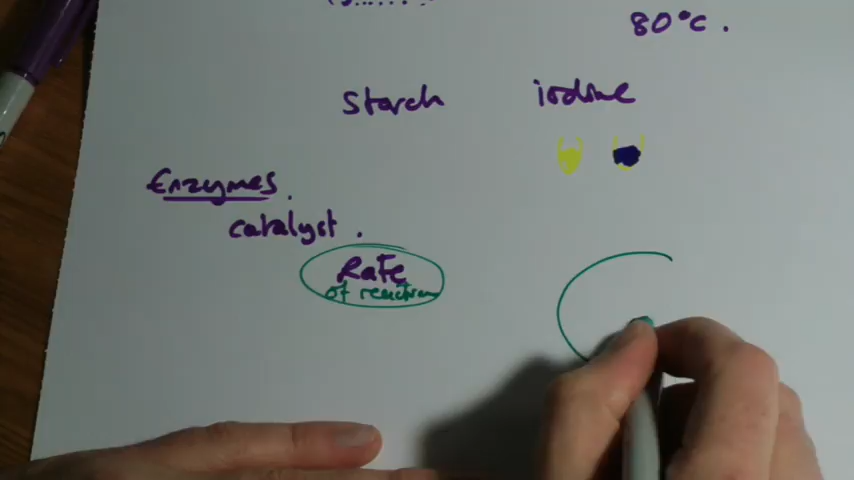 80°C.
Starch iodine
Enzymes.
catalyst.
Rate
of reaction